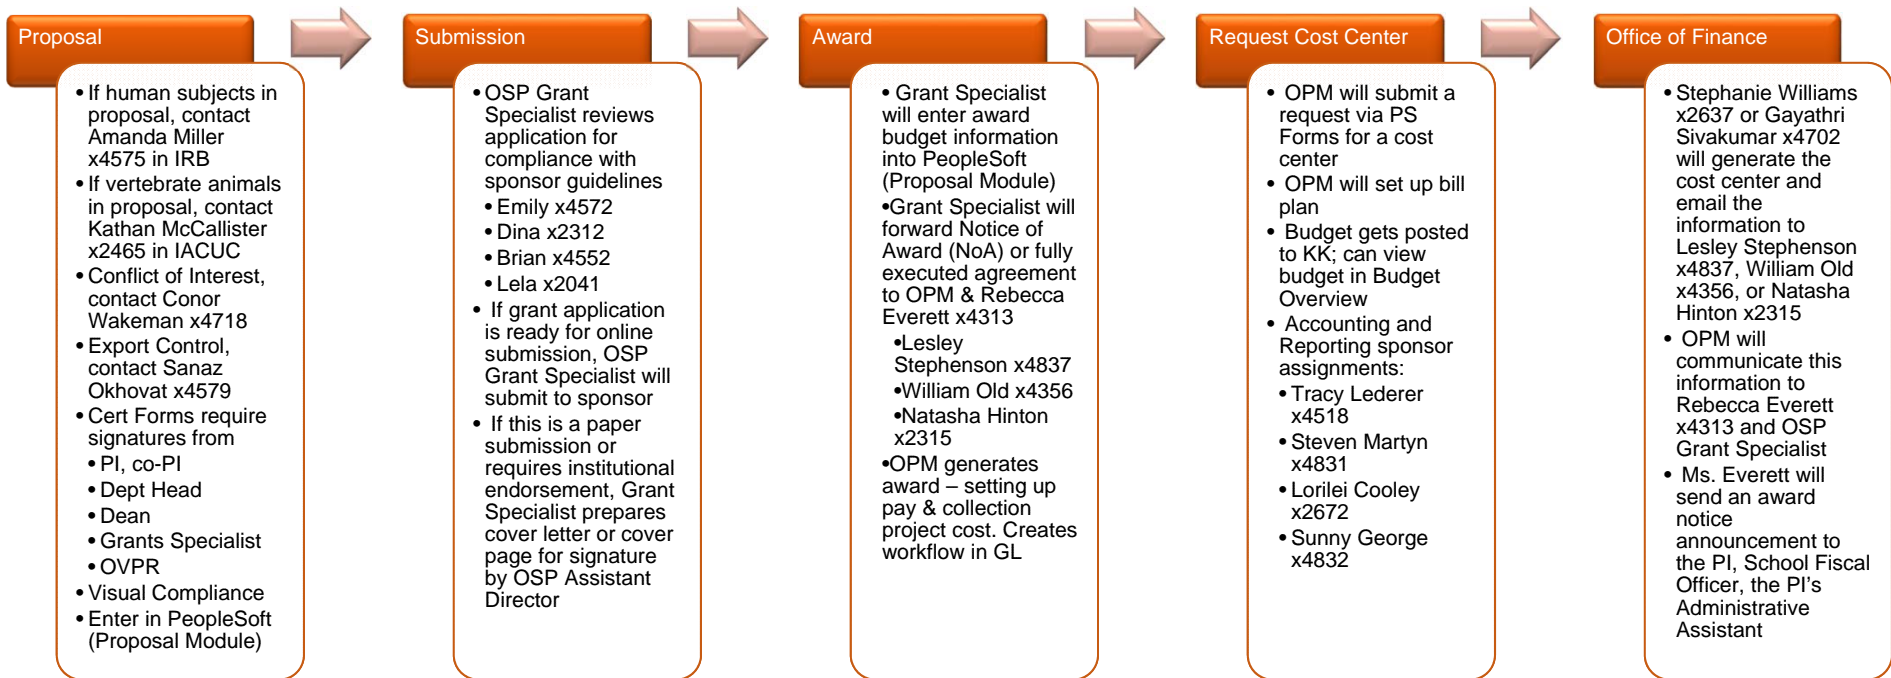 Proposal
• If human subjects in
proposal, contact
Amanda Miller
x4575 in IRB
• If vertebrate animals
in proposal, contact
Kathan McCallister
x2465 in IACUC
• Conflict of Interest,
contact Conor
Wakeman x4718
• Export Control,
contact Sanaz
Okhovat x4579
• Cert Forms require
signatures from
• PI, co-PI
• Dept Head
• Dean
• Grants Specialist
• OVPR
• Visual Compliance
• Enter in PeopleSoft
(Proposal Module)
Submission
• OSP Grant
Specialist reviews
application for
compliance with
sponsor guidelines
• Emily x4572
• Dina x2312
• Brian x4552
• Lela x2041
• If grant application
is ready for online
submission, OSP
Grant Specialist will
submit to sponsor
• If this is a paper
submission or
requires institutional
endorsement, Grant
Specialist prepares
cover letter or cover
page for signature
by OSP Assistant
Director
Award
• Grant Specialist
will enter award
budget information
into PeopleSoft
(Proposal Module)
•Grant Specialist will
forward Notice of
Award (NoA) or fully
executed agreement
to OPM & Rebecca
Everett x4313
•Lesley
Stephenson x4837
•William Old x4356
•Natasha Hinton
x2315
•OPM generates
award – setting up
pay & collection
project cost. Creates
workflow in GL
Request Cost Center
• OPM will submit a
request via PS
Forms for a cost
center
• OPM will set up bill
plan
• Budget gets posted
to KK; can view
budget in Budget
Overview
• Accounting and
Reporting sponsor
assignments:
• Tracy Lederer
x4518
• Steven Martyn
x4831
• Lorilei Cooley
x2672
• Sunny George
x4832
Office of Finance
• Stephanie Williams
x2637 or Gayathri
Sivakumar x4702
will generate the
cost center and
email the
information to
Lesley Stephenson
x4837, William Old
x4356, or Natasha
Hinton x2315
• OPM will
communicate this
information to
Rebecca Everett
x4313 and OSP
Grant Specialist
• Ms. Everett will
send an award
notice
announcement to
the PI, School Fiscal
Officer, the PI’s
Administrative
Assistant